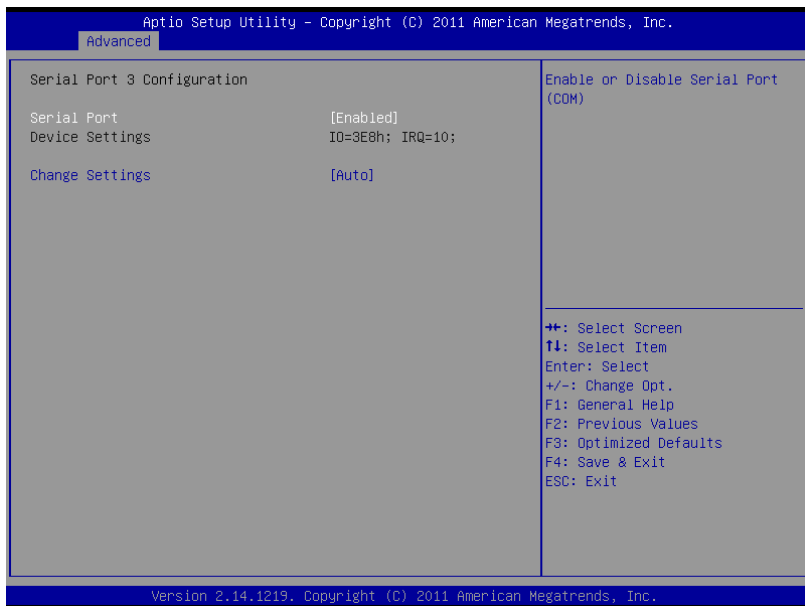 Aptio Setup Utility – Copyright (C) 2011 American Megatrends, Inc.
Advanced
Serial Port 3 Configuration
Serial Port [Enabled]
Device Settings IO=3E8h; IRQ=10;
Change Settings [Auto]
Enable or Disable Serial Port
(COM)
→←: Select Screen
↑↓: Select Item
Enter: Select
+/-: Change Opt.
F1: General Help
F2: Previous Values
F3: Optimized Defaults
F4: Save & Exit
ESC: Exit
Version 2.14.1219. Copyright (C) 2011 American Megatrends, Inc.